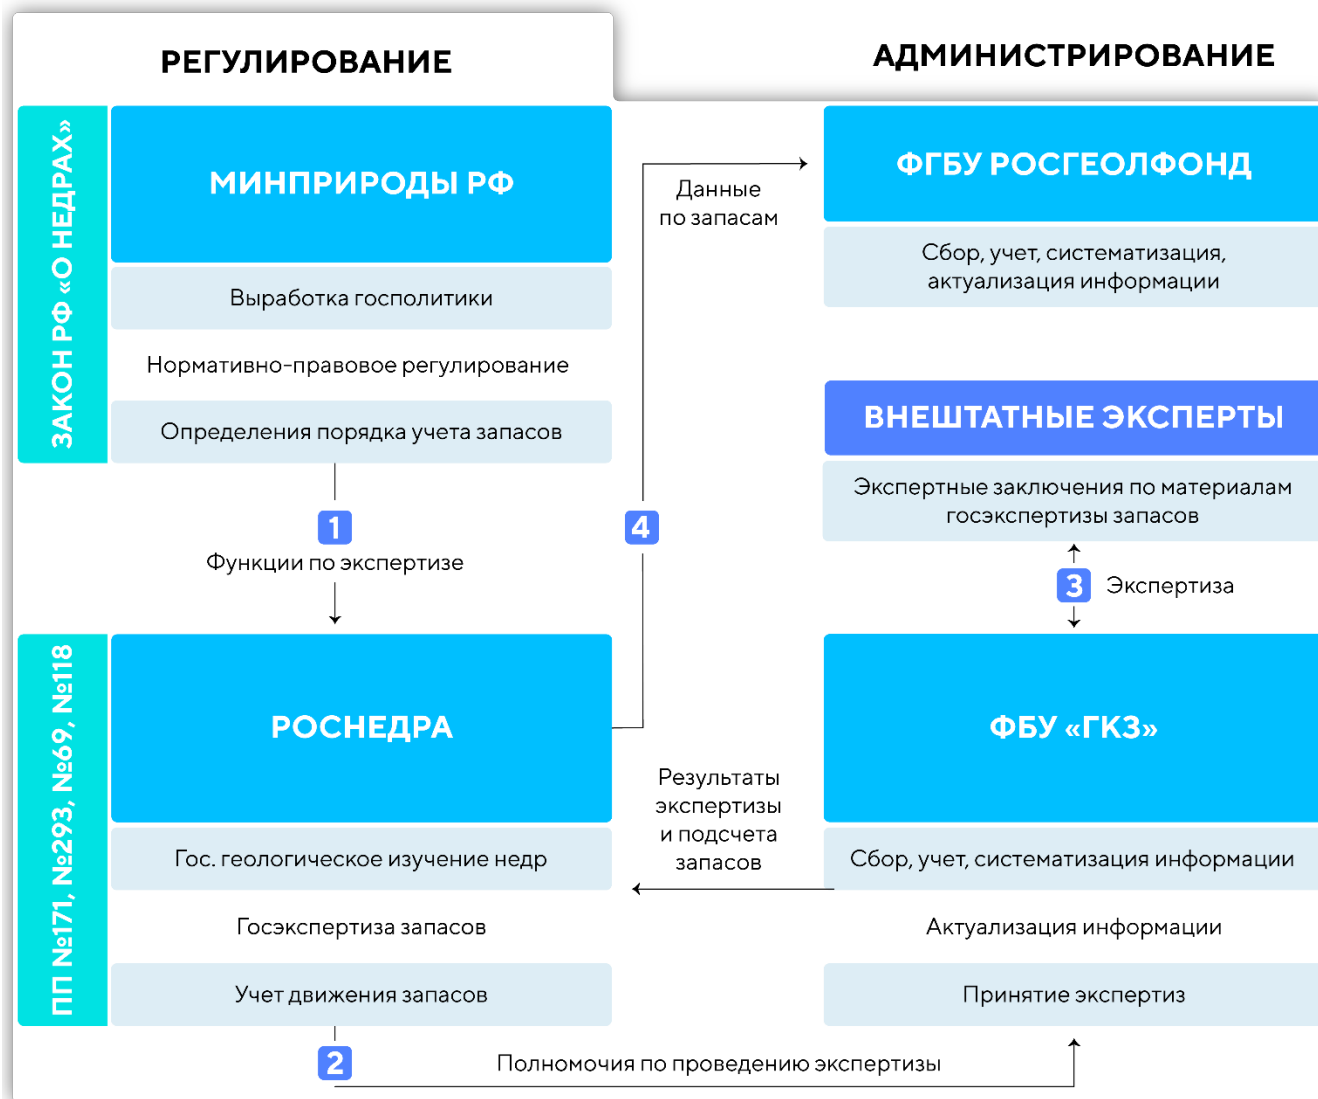 РЕГУЛИРОВАНИЕ
АДМИНИСТРИРОВАНИЕ
ЗАКОН РФ «О НЕДРАХ»
МИНПРИРОДЫ РФ
Выработка госполитики
Нормативно-правовое регулирование
Определения порядка учета запасов
1
Функции по экспертизе
ПП №171, №293, №69, №118
РОСНЕДРА
Гос. геологическое изучение недр
Госэкспертиза запасов
Учет движения запасов
2
Полномочия по проведению экспертизы
4
Данные
по запасам
Результаты
экспертизы
и подсчета
запасов
ФГБУ РОСГЕОЛФОНД
Сбор, учет, систематизация,
актуализация информации
ВНЕШТАТНЫЕ ЭКСПЕРТЫ
Экспертные заключения по материалам
госэкспертизы запасов
3 Экспертиза
ФБУ «ГКЗ»
Сбор, учет, систематизация информации
Актуализация информации
Принятие экспертиз